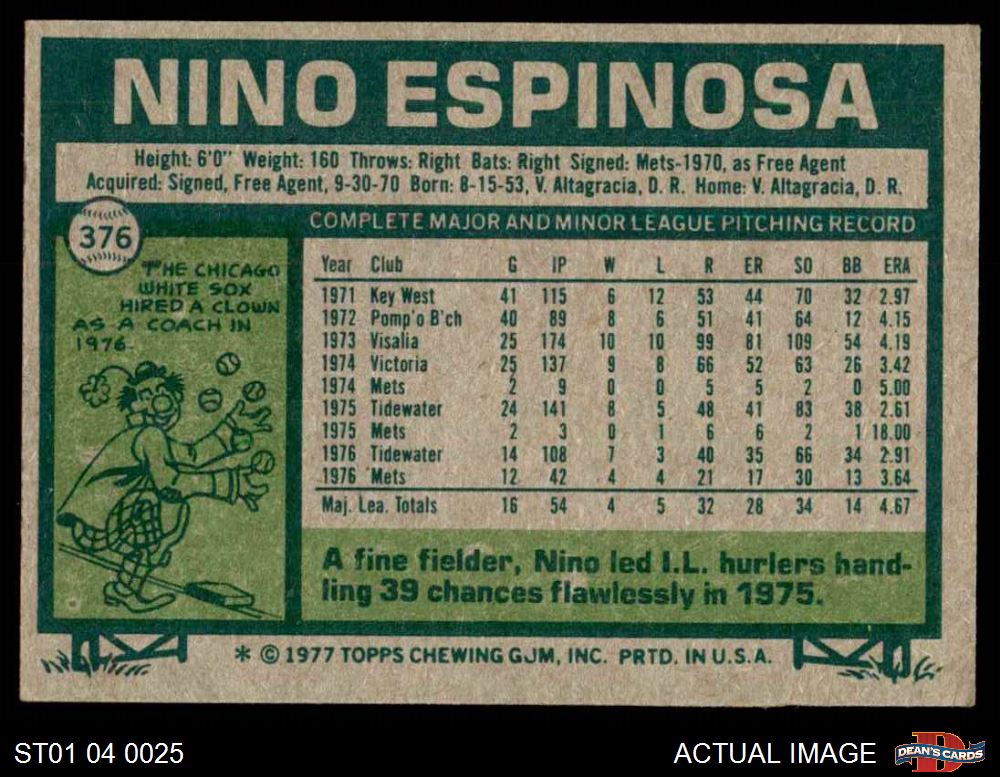 NINO ESPINOSA
Height: 6'0" Weight: 160 Throws: Right Bats: Right Signed: Mets-1970, as Free Agent
Acquired: Signed, Free Agent, 9-30-70 Born: 8-15-53, V. Altagracia, D. R. Home: V. Altagracia, D. R.
376
THE CHICAGO
WHITE SOX
HIRED A CLOWN
AS A COACH IN
1976.
COMPLETE MAJOR AND MINOR LEAGUE PITCHING RECORD
Year Club G IP W L R ER SO BB ERA
1971 Key West 41 115 6 12 53 44 70 32 2.97
1972 Pomp'o B'ch 40 89 8 6 51 41 64 12 4.15
1973 Visalia 25 174 10 10 99 81 109 54 4.19
1974 Victoria 25 137 9 8 66 52 63 26 3.42
1974 Mets 2 9 0 0 5 5 2 0 5.00
1975 Tidewater 24 141 8 5 48 41 83 38 2.61
1975 Mets 2 3 0 1 6 6 2 1 18.00
1976 Tidewater 14 108 7 3 40 35 66 34 2.91
1976 Mets 12 42 4 4 21 17 30 13 3.64
Maj. Lea. Totals 16 54 4 5 32 28 34 14 4.67
A fine fielder, Nino led I.L. hurlers hand-
ling 39 chances flawlessly in 1975.
* © 1977 TOPPS CHEWING GUM, INC. PRTD. IN U.S.A.
ST01 04 0025
ACTUAL IMAGE
D
DEAN'S CARDS